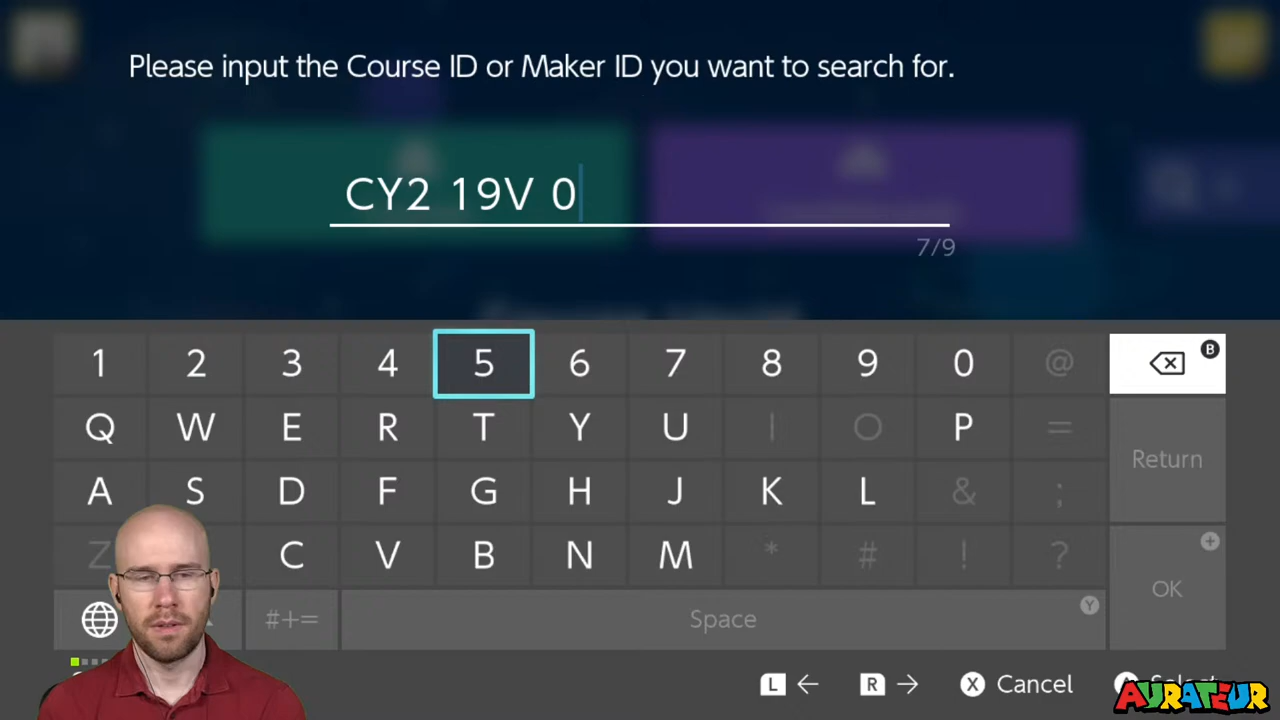 Please input the Course ID or Maker ID you want to search for.
CY2 19V 0
7/9
1 2 3 4 5 6 7 8 9 0 @ B
Q W E R T Y U I O P =
Return
A S D F G H J K L & ;
Z C V B N M * # ! ? +
OK
#+= Space Y
L ← R → X Cancel
AURATEUR